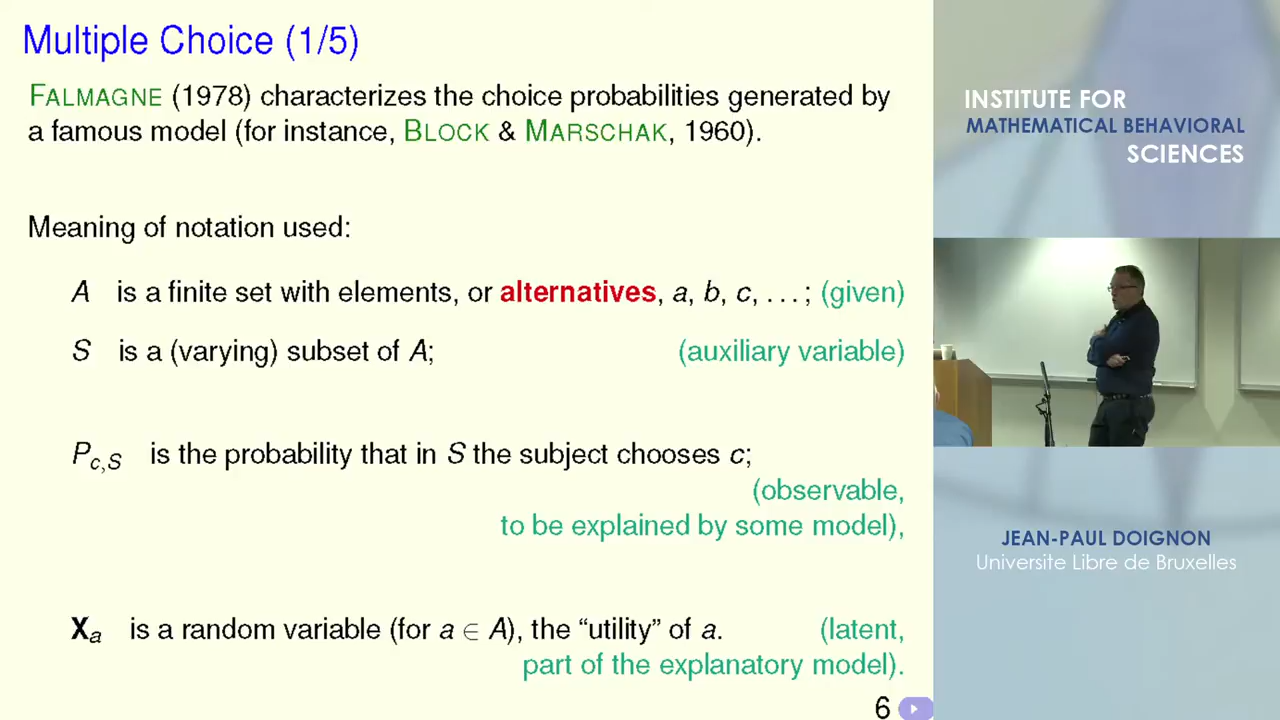 Multiple Choice (1/5)
FALMAGNE (1978) characterizes the choice probabilities generated by
a famous model (for instance, BLOCK & MARSCHAK, 1960).
Meaning of notation used:
A is a finite set with elements, or alternatives, a, b, c, . . . ; (given)
S is a (varying) subset of A; (auxiliary variable)
P_{c,S} is the probability that in S the subject chooses c;
(observable,
to be explained by some model),
X_a is a random variable (for a ∈ A), the “utility” of a. (latent,
part of the explanatory model).
6
INSTITUTE FOR
MATHEMATICAL BEHAVIORAL
SCIENCES
JEAN-PAUL DOIGNON
Universite Libre de Bruxelles